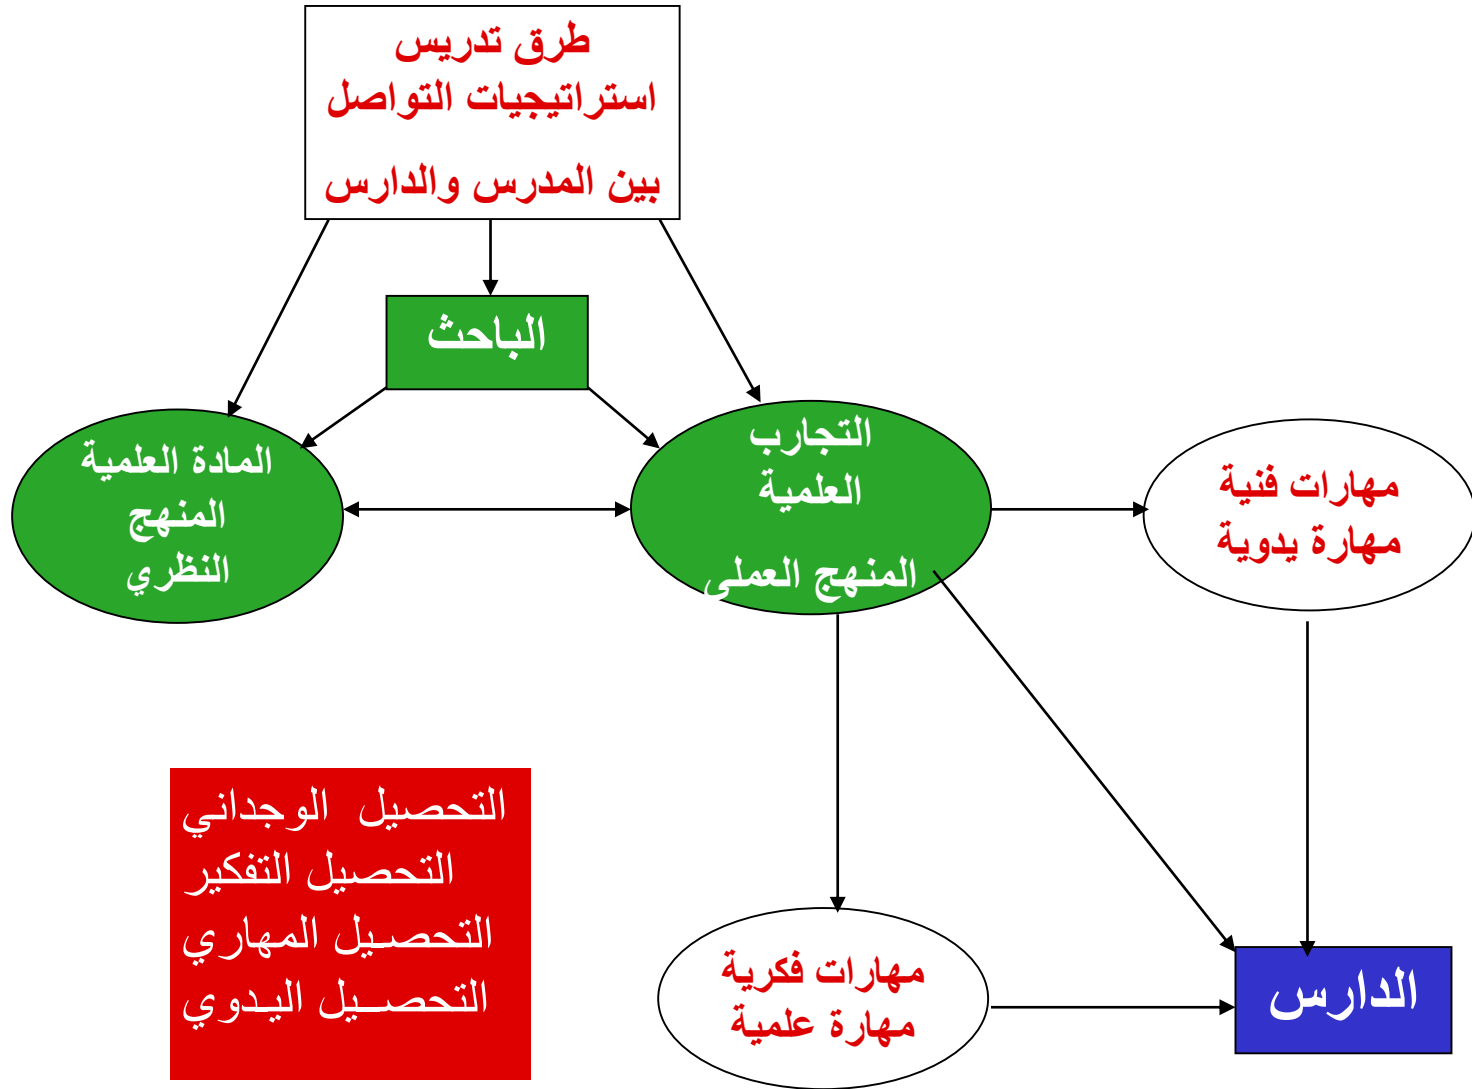 طرق تدريس
استراتيجيات التواصل
بين المدرس والدارس
الباحث
التجارب
العلمية
المنهج العملى
المادة العلمية
المنهج
النظري
مهارات فنية
مهارة يدوية
التحصيل الوجداني
التحصيل التفكير
التحصيل المهاري
التحصيل اليدوي
مهارات فكرية
مهارة علمية
الدارس